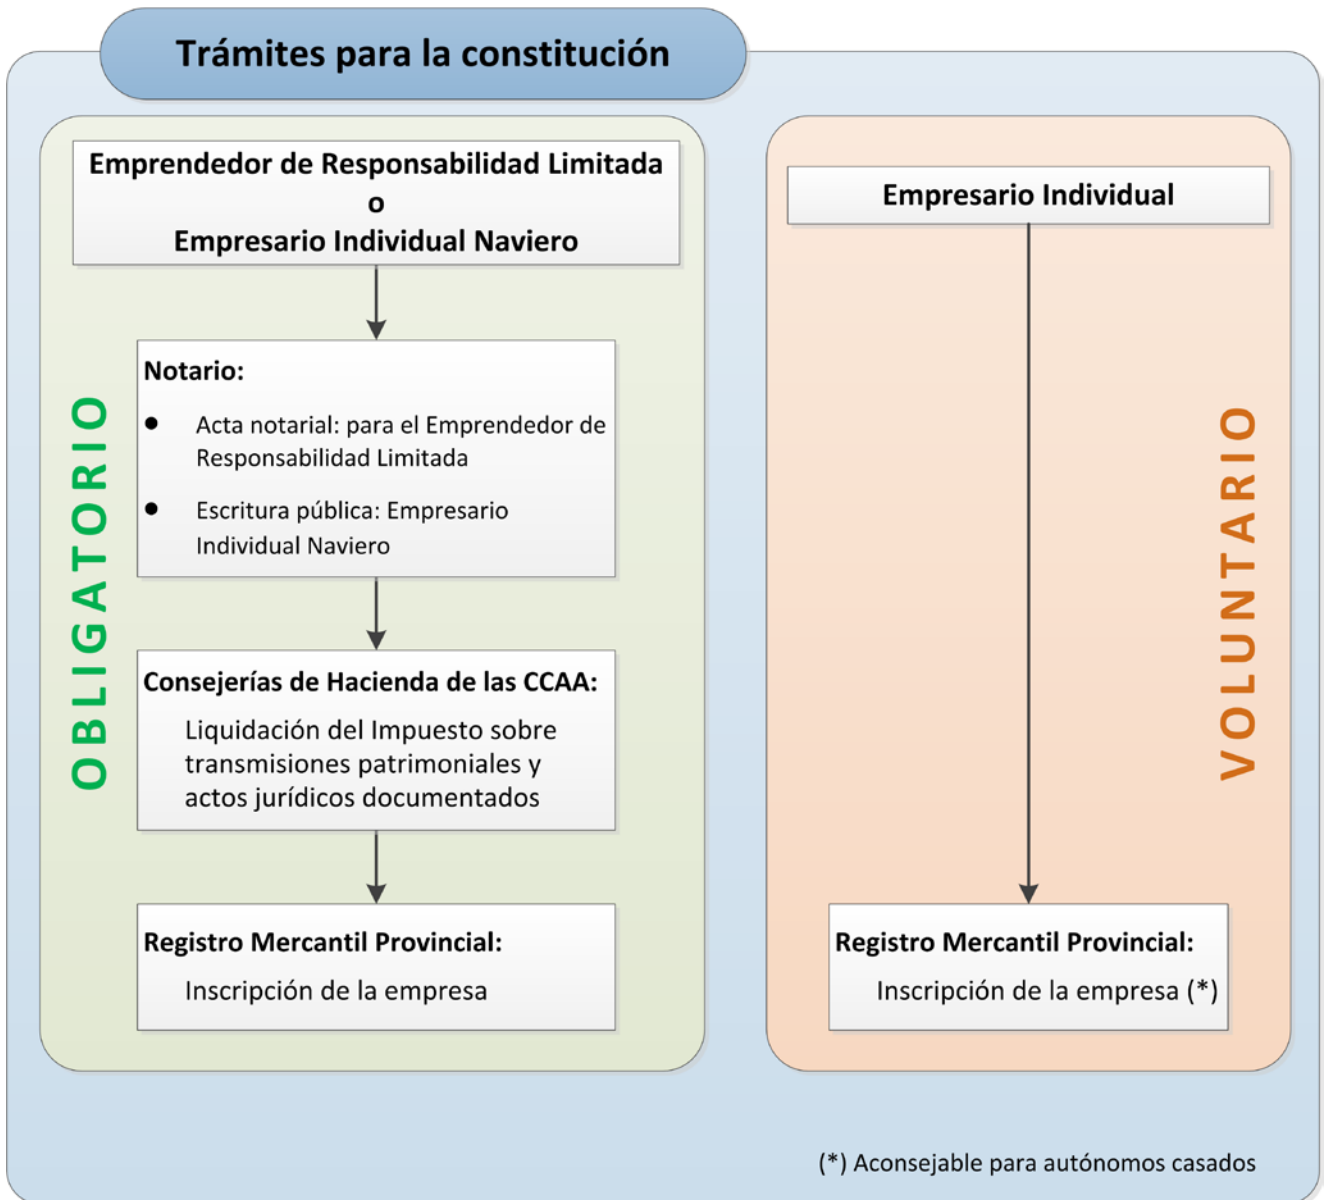 Trámites para la constitución
Emprendedor de Responsabilidad Limitada
o
Empresario Individual Naviero
OBLIGATORIO
Notario:
● Acta notarial: para el Emprendedor de
Responsabilidad Limitada
● Escritura pública: Empresario
Individual Naviero
Consejerías de Hacienda de las CCAA:
Liquidación del Impuesto sobre
transmisiones patrimoniales y
actos jurídicos documentados
Registro Mercantil Provincial:
Inscripción de la empresa
Empresario Individual
VOLUNTARIO
Registro Mercantil Provincial:
Inscripción de la empresa (*)
(*) Aconsejable para autónomos casados